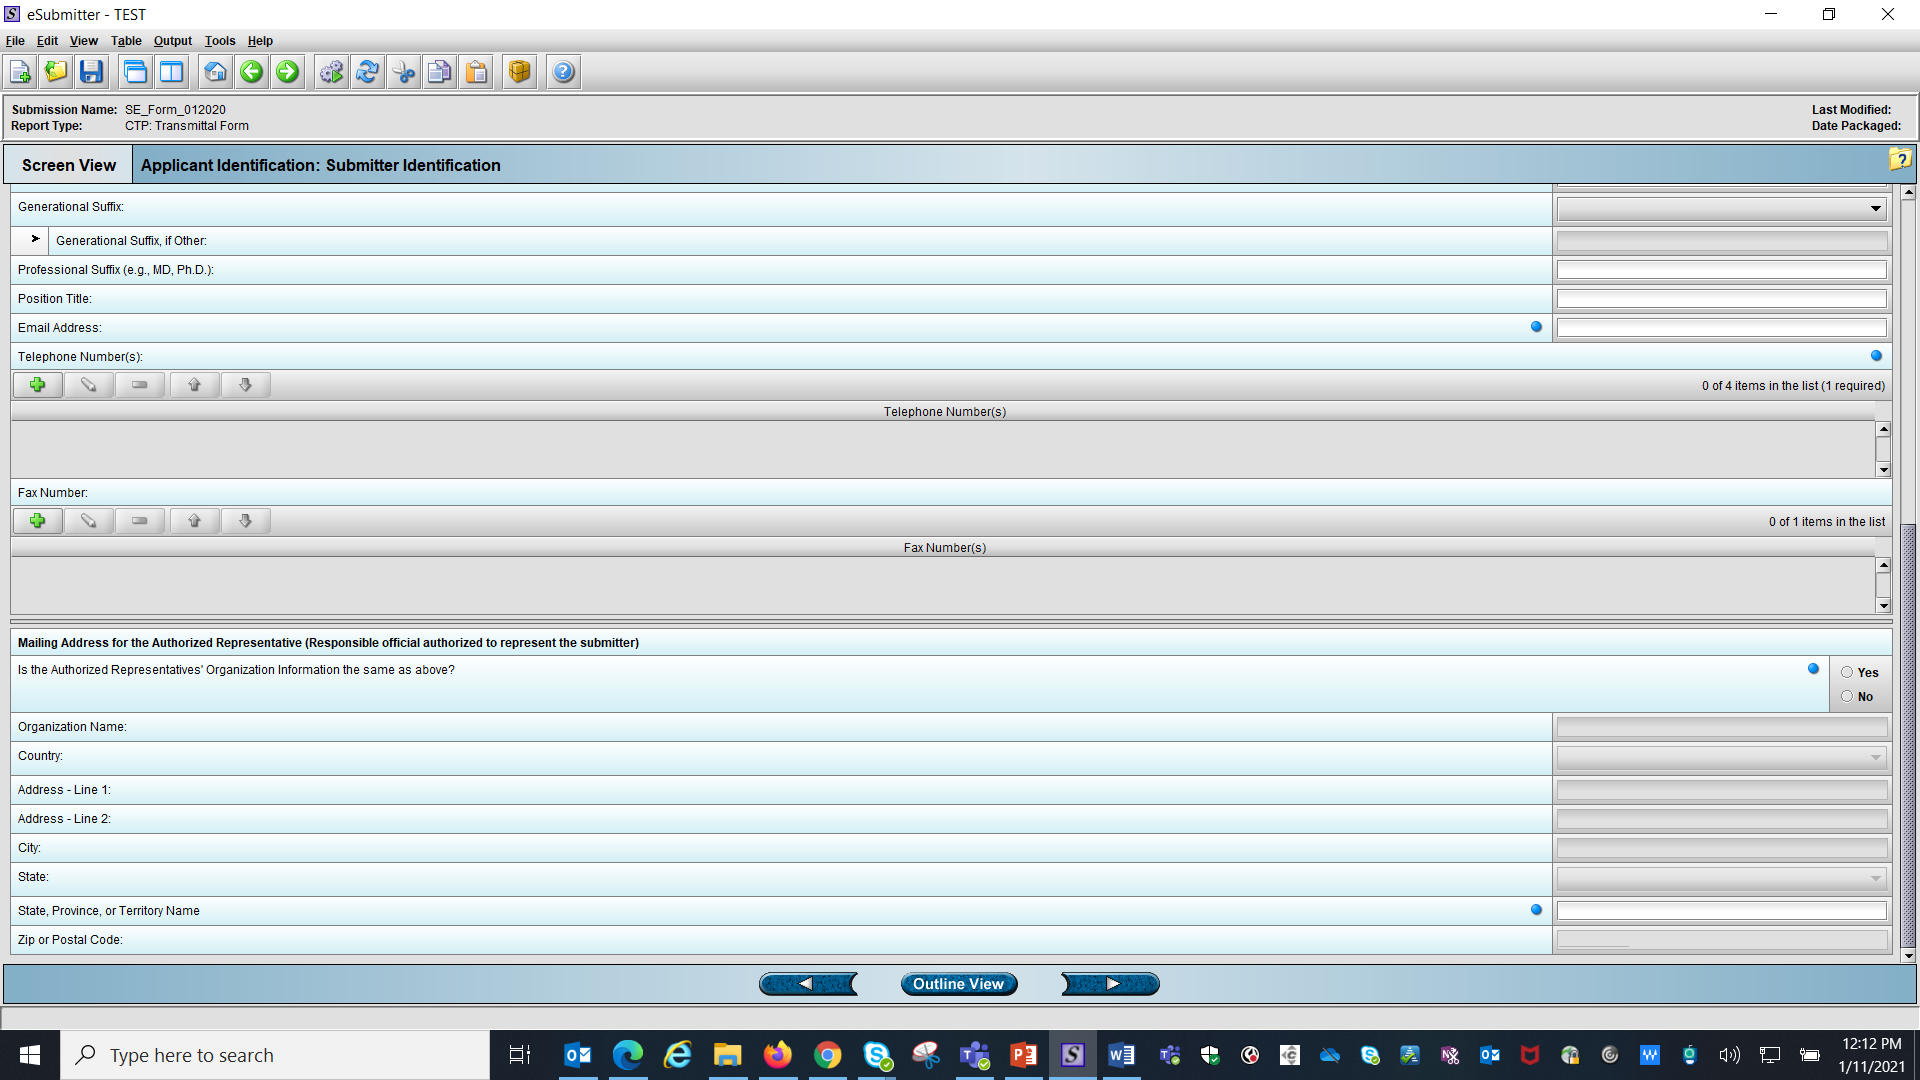 eSubmitter - TEST
File Edit View Table Output Tools Help
Submission Name: SE_Form_012020
Last Modified:
Report Type: CTP: Transmittal Form
Date Packaged:
Screen View Applicant Identification: Submitter Identification
Generational Suffix:
Generational Suffix, if Other:
Professional Suffix (e.g., MD, Ph.D.):
Position Title:
Email Address:
Telephone Number(s):
0 of 4 items in the list (1 required)
Telephone Number(s)
Fax Number:
0 of 1 items in the list
Fax Number(s)
Mailing Address for the Authorized Representative (Responsible official authorized to represent the submitter)
Is the Authorized Representatives' Organization Information the same as above?
Yes
No
Organization Name:
Country:
Address - Line 1:
Address - Line 2:
City:
State:
State, Province, or Territory Name
Zip or Postal Code:
Outline View
Type here to search
12:12 PM
1/11/2021